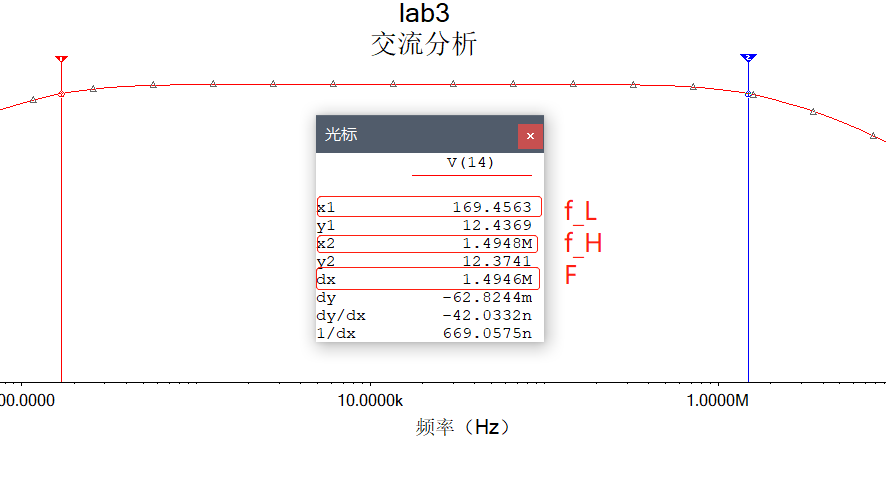 lab3
交流分析
1
2
光标
×
V(14)
x1 169.4563
f_L
y1 12.4369
x2 1.4948M
f_H
y2 12.3741
dx 1.4946M
F
dy -62.8244m
dy/dx -42.0332n
1/dx 669.0575n
00.0000 10.0000k 1.0000M
频率（Hz）